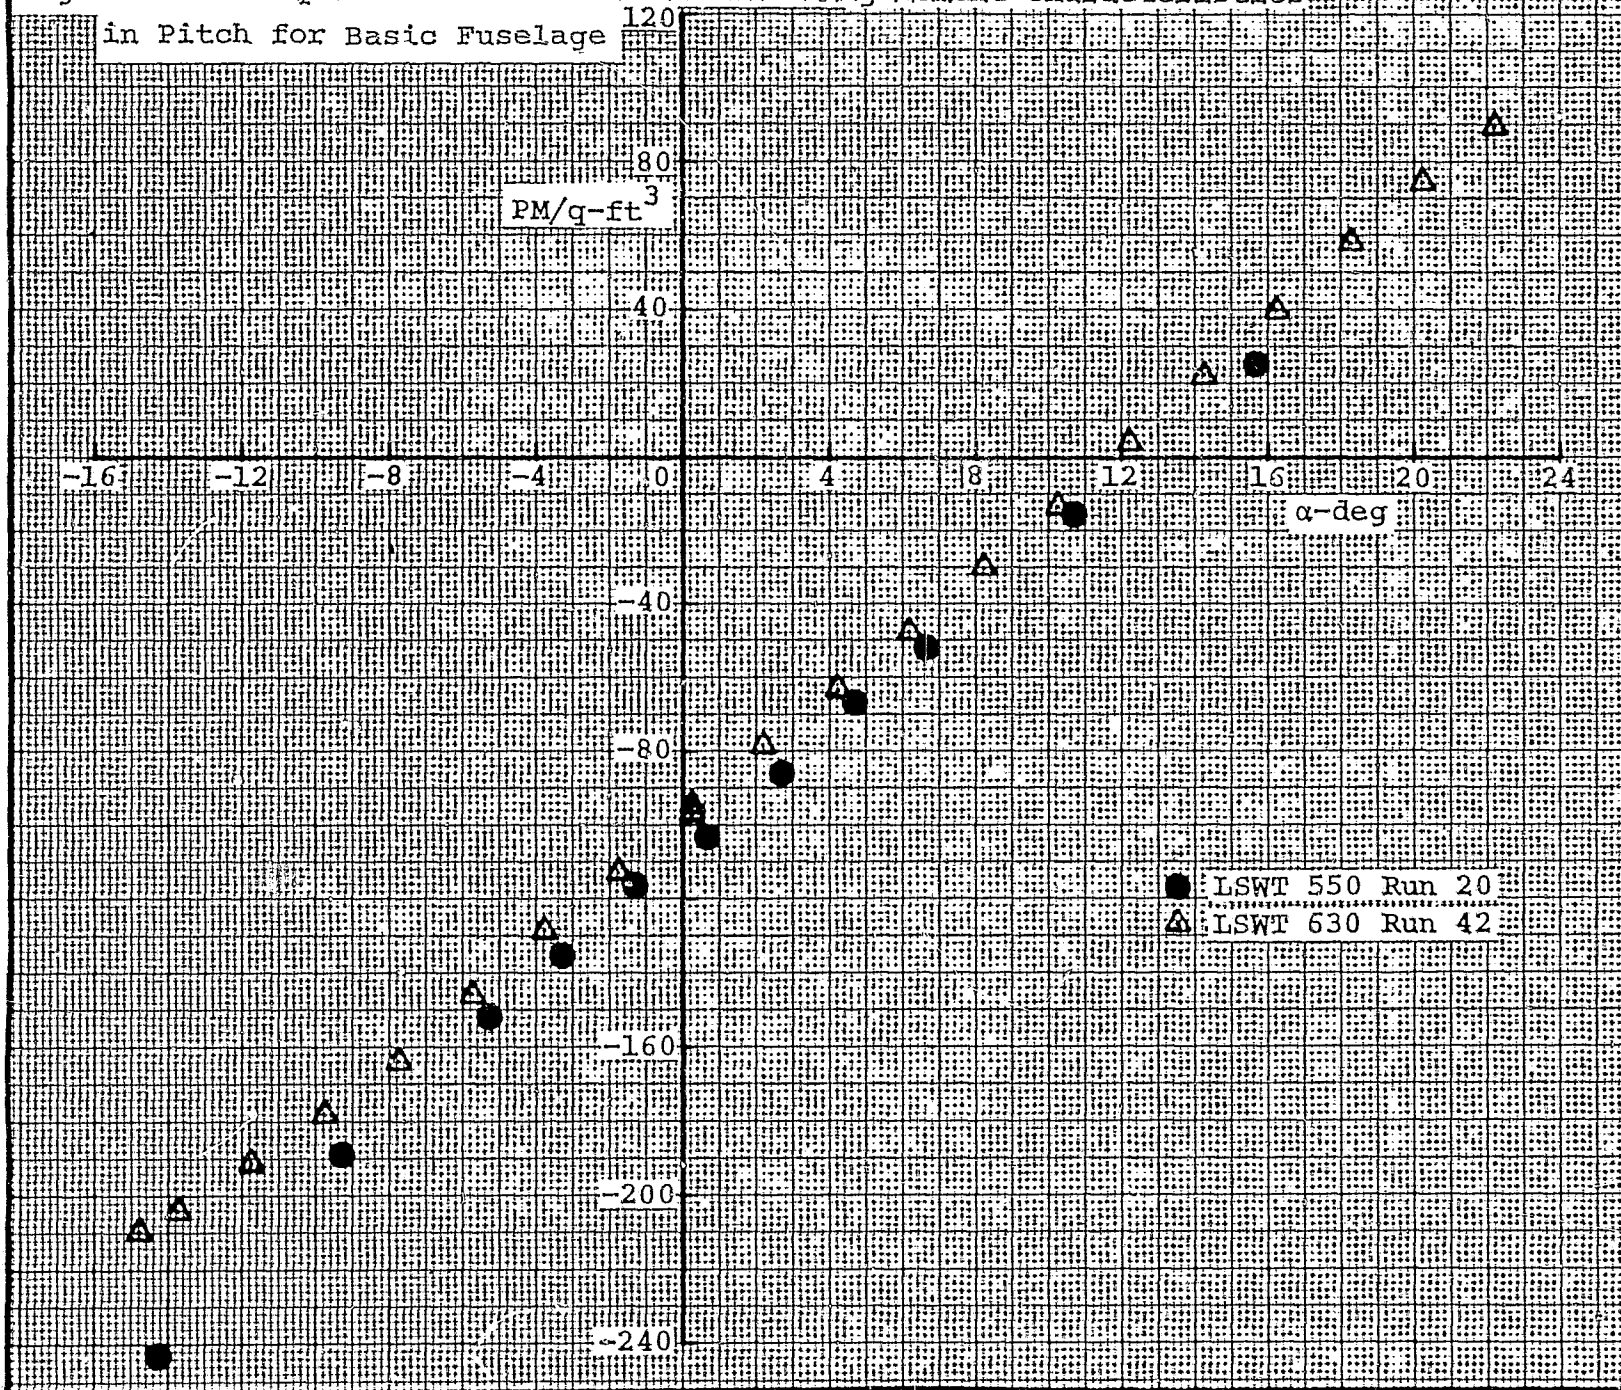 in Pitch for Basic Fuselage
120
80
PM/q-ft³
40
-16 -12 -8 -4 0 4 8 12 16 20 24
α-deg
-40
-80
● LSWT 550 Run 20
△ LSWT 630 Run 42
-160
-200
-240